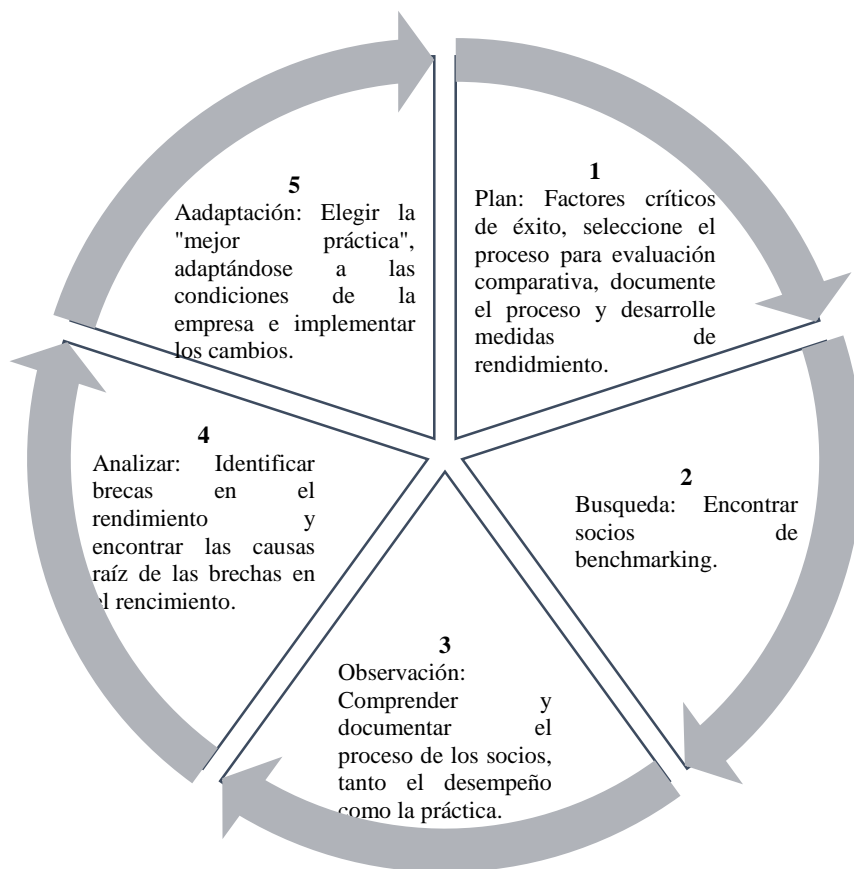 1
Plan: Factores críticos
de éxito, seleccione el
proceso para evaluación
comparativa, documente
el proceso y desarrolle
medidas de
rendidmiento.
2
Busqueda: Encontrar
socios de
benchmarking.
3
Observación:
Comprender y
documentar el
proceso de los socios,
tanto el desempeño
como la práctica.
4
Analizar: Identificar
brecas en el
rendimiento y
encontrar las causas
raíz de las brechas en
el rencimiento.
5
Aadaptación: Elegir la
"mejor práctica",
adaptándose a las
condiciones de la
empresa e implementar
los cambios.